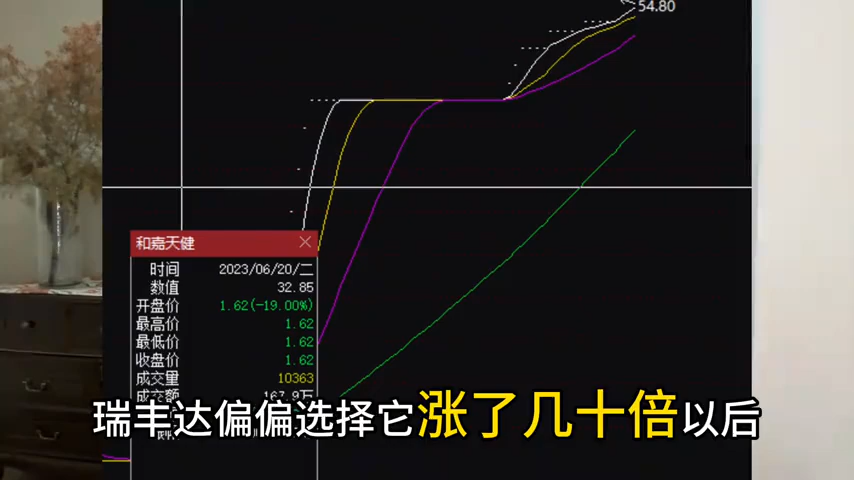 54.80
和嘉天健
时间 2023/06/20/二
数值 32.85
开盘价 1.62(-19.00%)
最高价 1.62
最低价 1.62
收盘价 1.62
成交量 10363
成交额 167.9万
瑞丰达偏偏选择它涨了几十倍以后